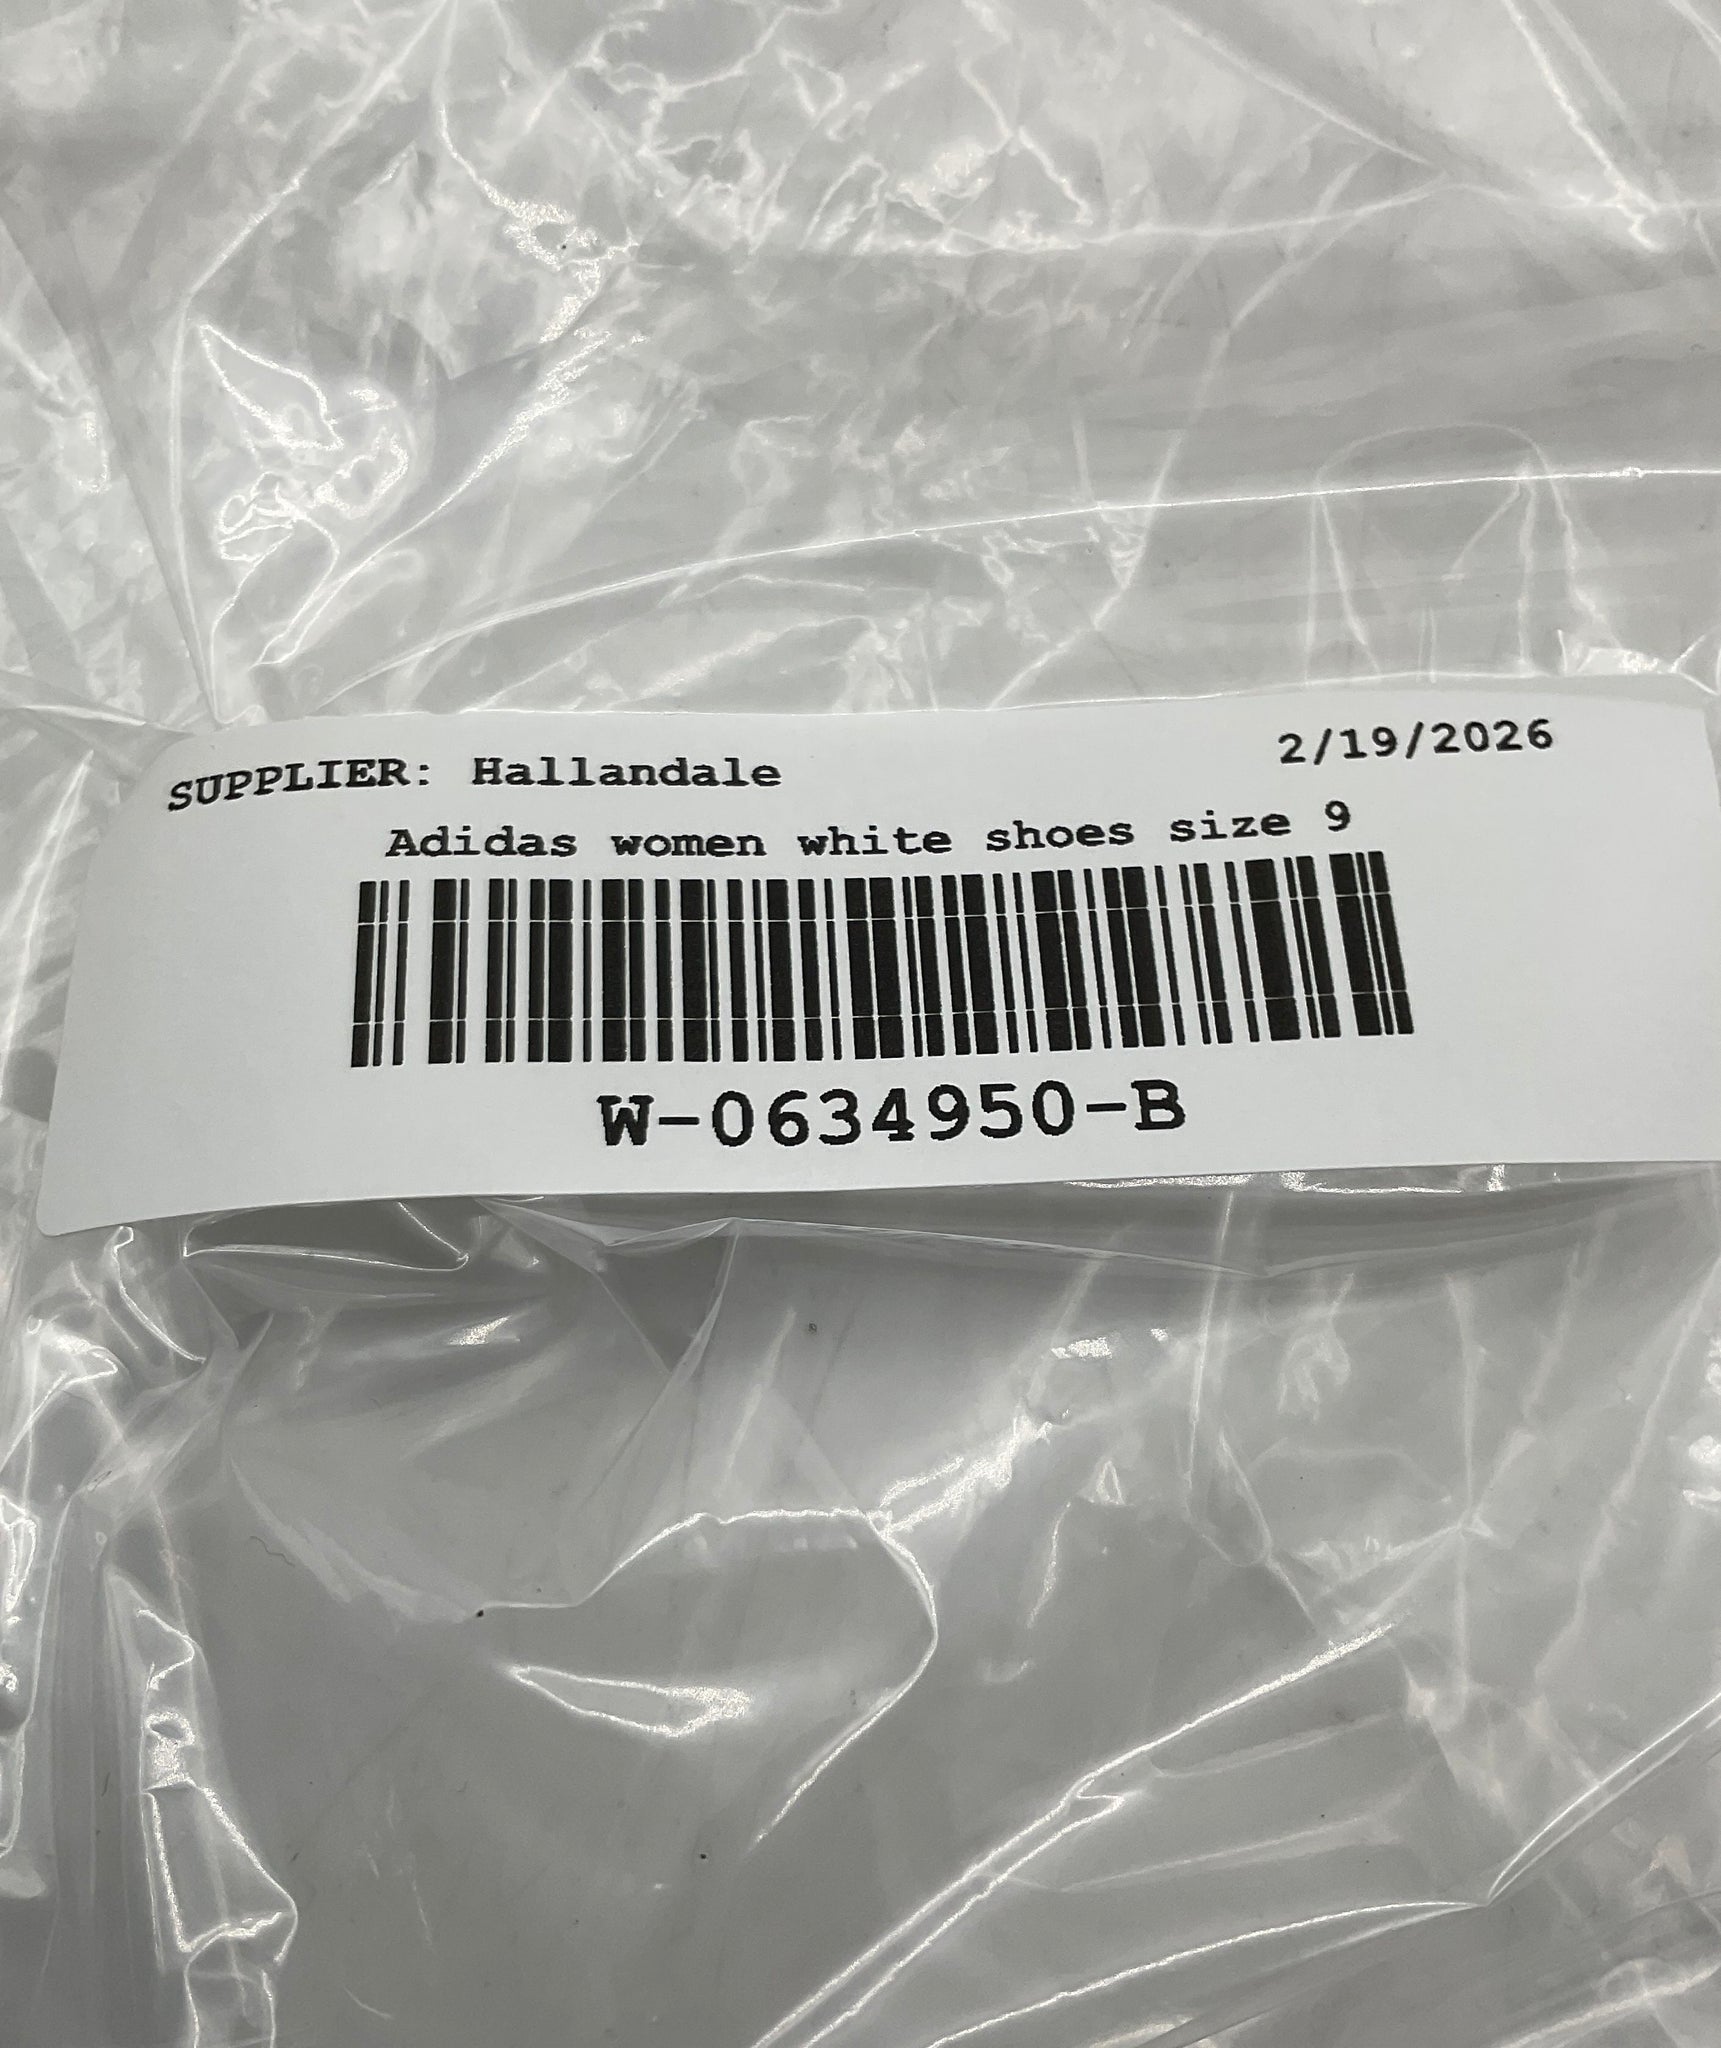 SUPPLIER: Hallandale 2/19/2026
Adidas women white shoes size 9
W-0634950-B